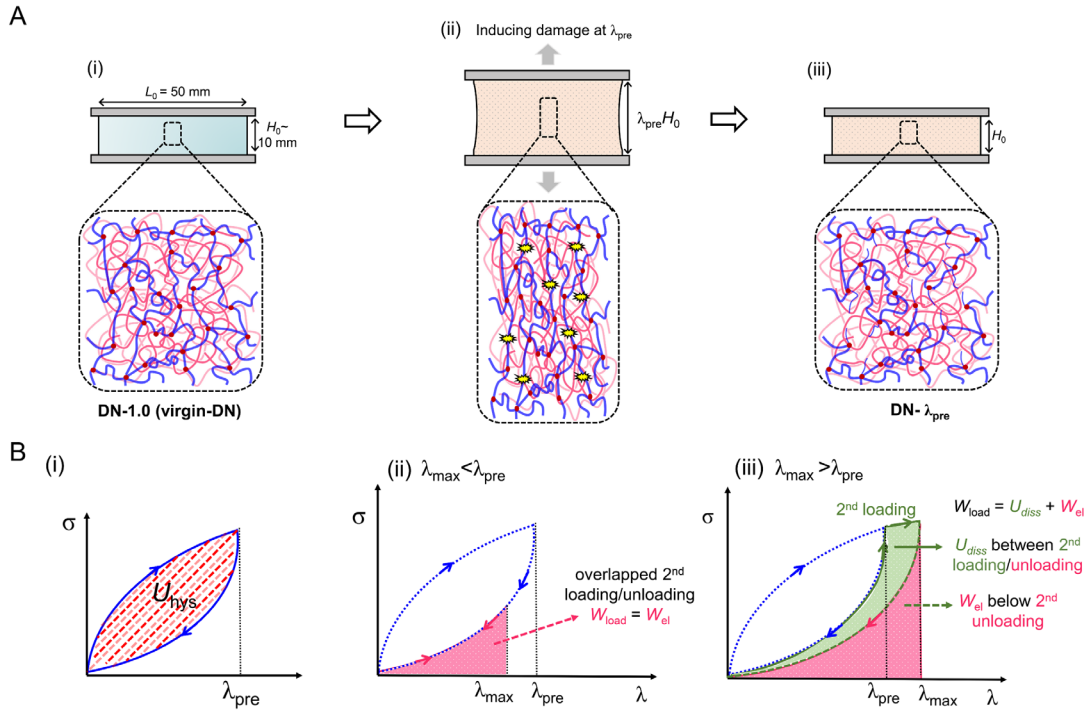 A
(i)
L0 = 50 mm
H0~
10 mm
DN-1.0 (virgin-DN)
(ii) Inducing damage at λpre
λpreH0
(iii)
H0
DN- λpre
B
(i)
σ
Uhys
λpre
(ii) λmax<λpre
σ
overlapped 2nd
loading/unloading
Wload = Wel
λmax λpre λ
(iii) λmax>λpre
σ
2nd loading
Wload = Udiss + Wel
Udiss between 2nd
loading/unloading
Wel below 2nd
unloading
λpre λmax λ